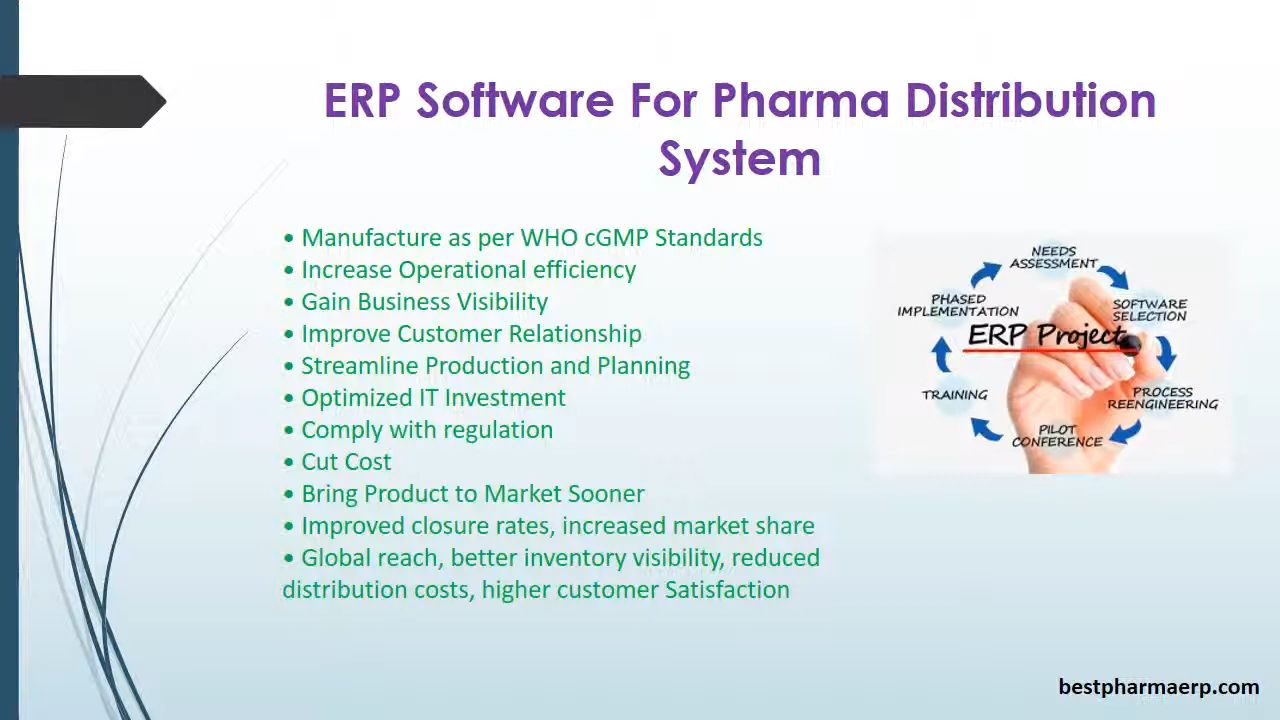 ERP Software For Pharma Distribution
System
• Manufacture as per WHO cGMP Standards
• Increase Operational efficiency
• Gain Business Visibility
• Improve Customer Relationship
• Streamline Production and Planning
• Optimized IT Investment
• Comply with regulation
• Cut Cost
• Bring Product to Market Sooner
• Improved closure rates, increased market share
• Global reach, better inventory visibility, reduced
distribution costs, higher customer Satisfaction
NEEDS
ASSESSMENT
SOFTWARE
SELECTION
PROCESS
REENGINEERING
PILOT
CONFERENCE
TRAINING
PHASED
IMPLEMENTATION
ERP Project
bestpharmaerp.com